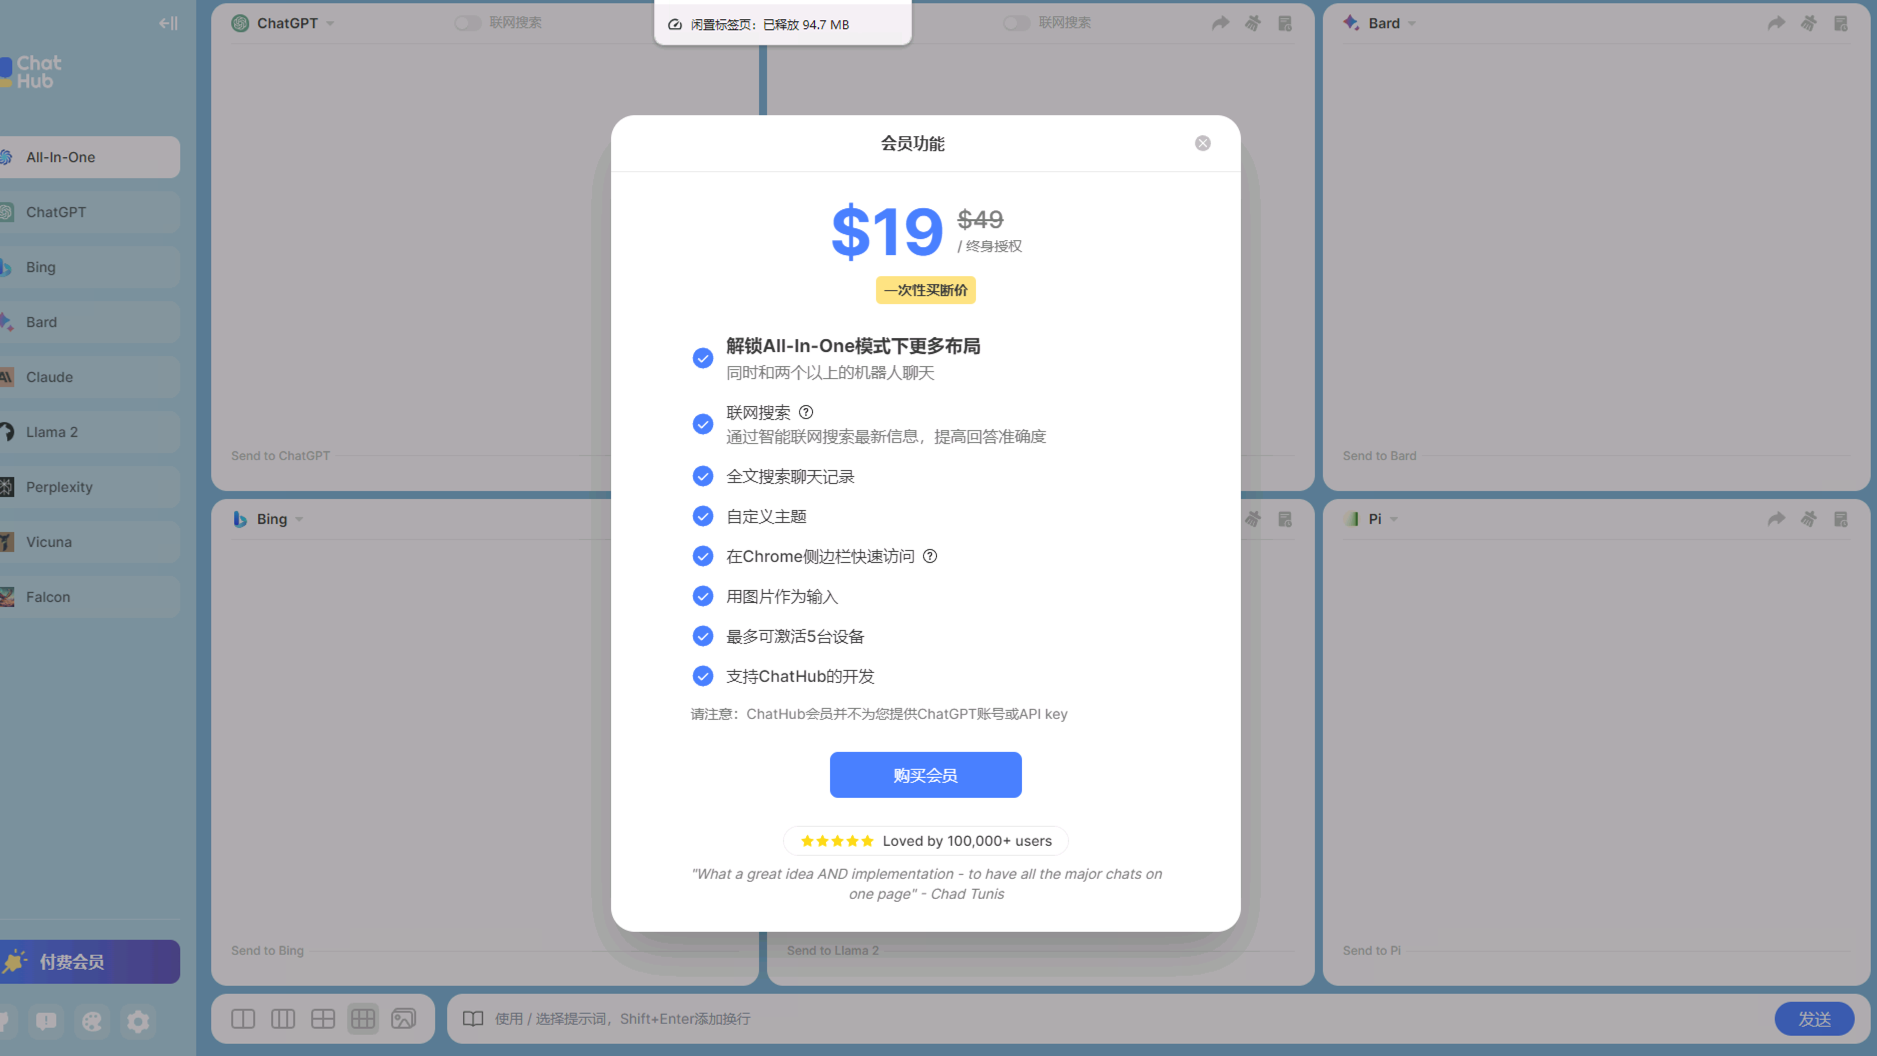 闲置标签页：已释放 94.7 MB
Chat
Hub
All-In-One
ChatGPT
Bing
Bard
Claude
Llama 2
Perplexity
Vicuna
Falcon
付费会员
ChatGPT
联网搜索
联网搜索
Bard
Send to ChatGPT
Send to Bard
Bing
Pi
Send to Bing
Send to Llama 2
Send to Pi
会员功能
$19
$49
/ 终身授权
一次性买断价
解锁All-In-One模式下更多布局
同时和两个以上的机器人聊天
联网搜索
通过智能联网搜索最新信息，提高回答准确度
全文搜索聊天记录
自定义主题
在Chrome侧边栏快速访问
用图片作为输入
最多可激活5台设备
支持ChatHub的开发
请注意：ChatHub会员并不为您提供ChatGPT账号或API key
购买会员
Loved by 100,000+ users
"What a great idea AND implementation - to have all the major chats on
one page" - Chad Tunis
使用 / 选择提示词，Shift+Enter添加换行
发送